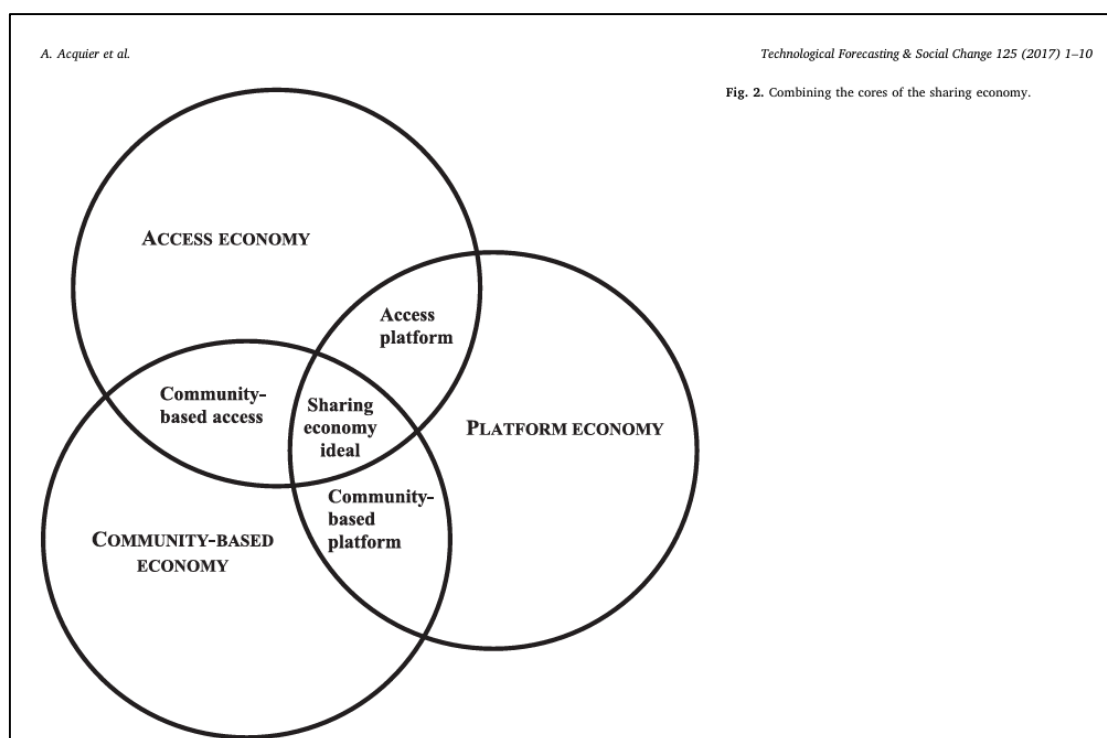 A. Acquier et al.
Technological Forecasting & Social Change 125 (2017) 1–10
Fig. 2. Combining the cores of the sharing economy.
ACCESS ECONOMY
Access
platform
Community-
based access
Sharing
economy
ideal
PLATFORM ECONOMY
Community-
based
platform
COMMUNITY-BASED
ECONOMY